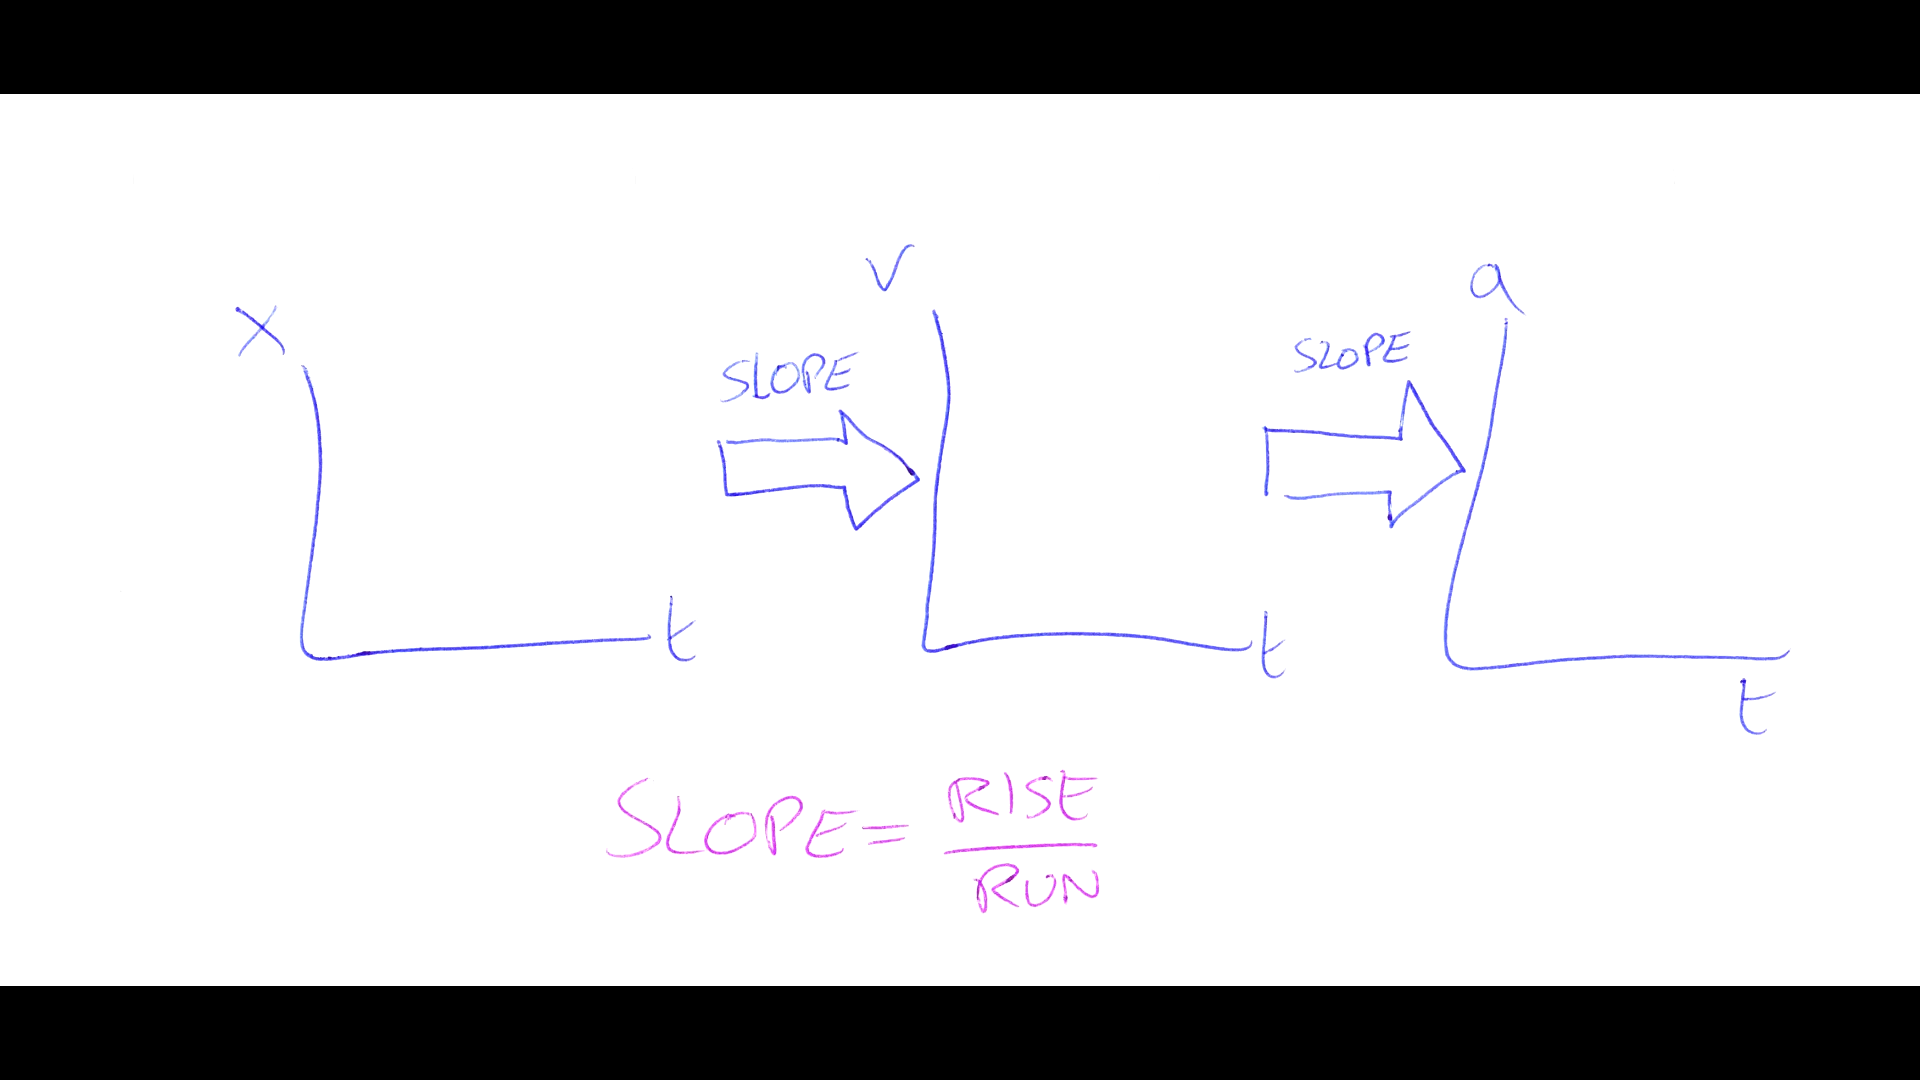 x
t
SLOPE
v
t
SLOPE
a
t
SLOPE = RISE/RUN